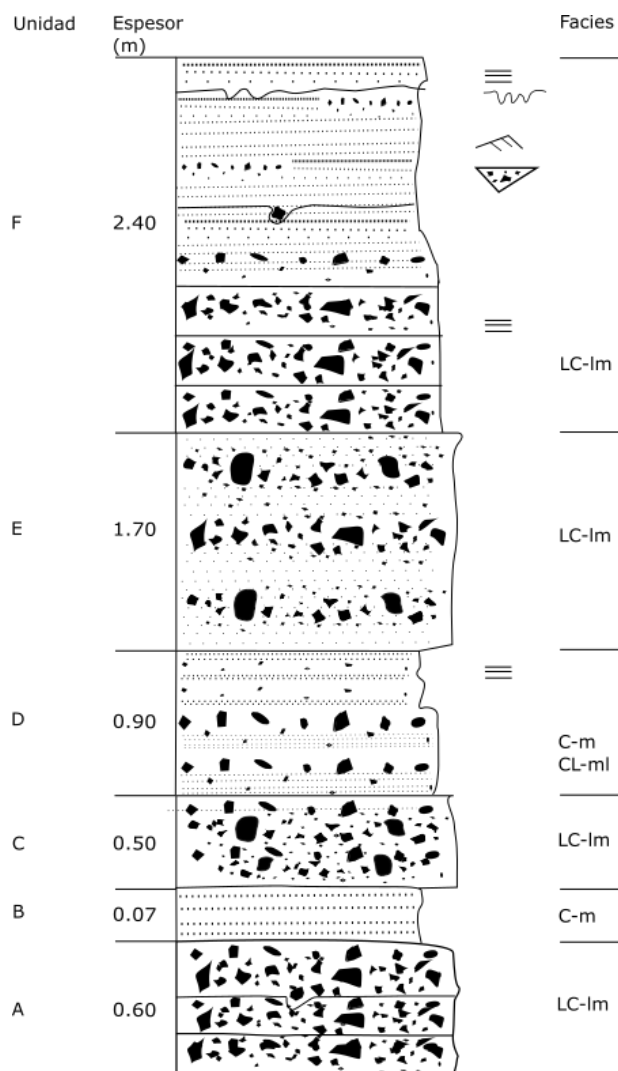 Unidad Espesor (m) Facies
F 2.40 LC-lm
E 1.70 LC-lm
D 0.90 C-m
CL-ml
C 0.50 LC-lm
B 0.07 C-m
A 0.60 LC-lm